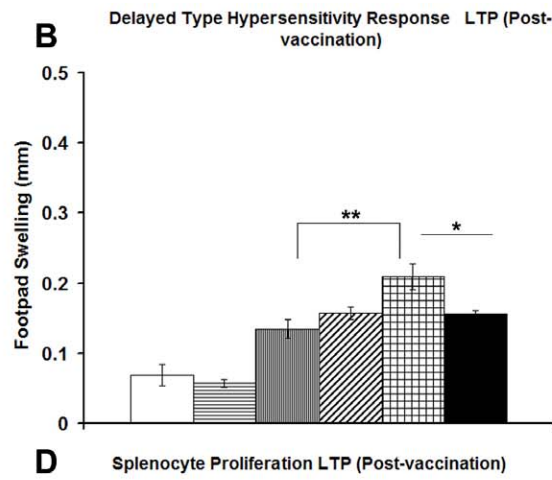 B
Delayed Type Hypersensitivity Response LTP (Post-
vaccination)
Footpad Swelling (mm)
0.5
0.4
0.3
0.2
0.1
0
**
*
D
Splenocyte Proliferation LTP (Post-vaccination)